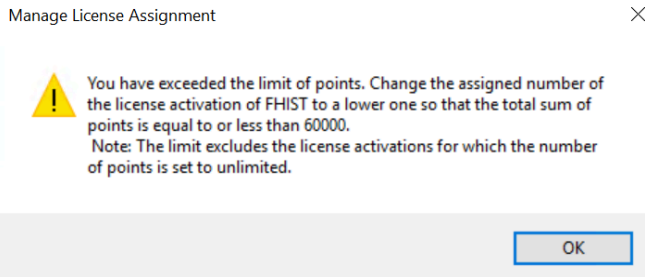 Manage License Assignment
You have exceeded the limit of points. Change the assigned number of
the license activation of FHIST to a lower one so that the total sum of
points is equal to or less than 60000.
Note: The limit excludes the license activations for which the number
of points is set to unlimited.
OK